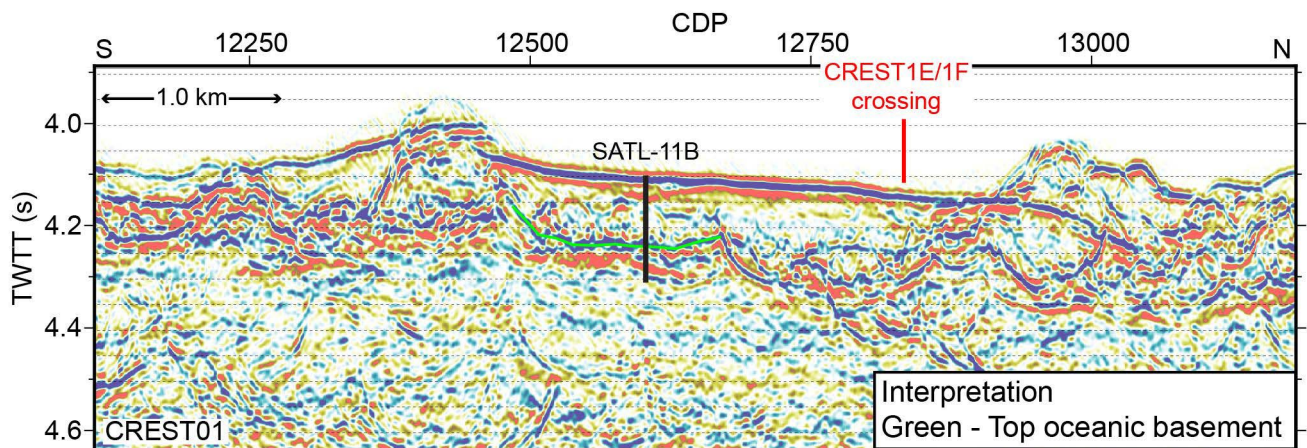 CDP
S 12250 12500 12750 13000 N
CREST1E/1F
crossing
1.0 km
SATL-11B
TWTT (s)
4.0
4.2
4.4
4.6
CREST01
Interpretation
Green - Top oceanic basement